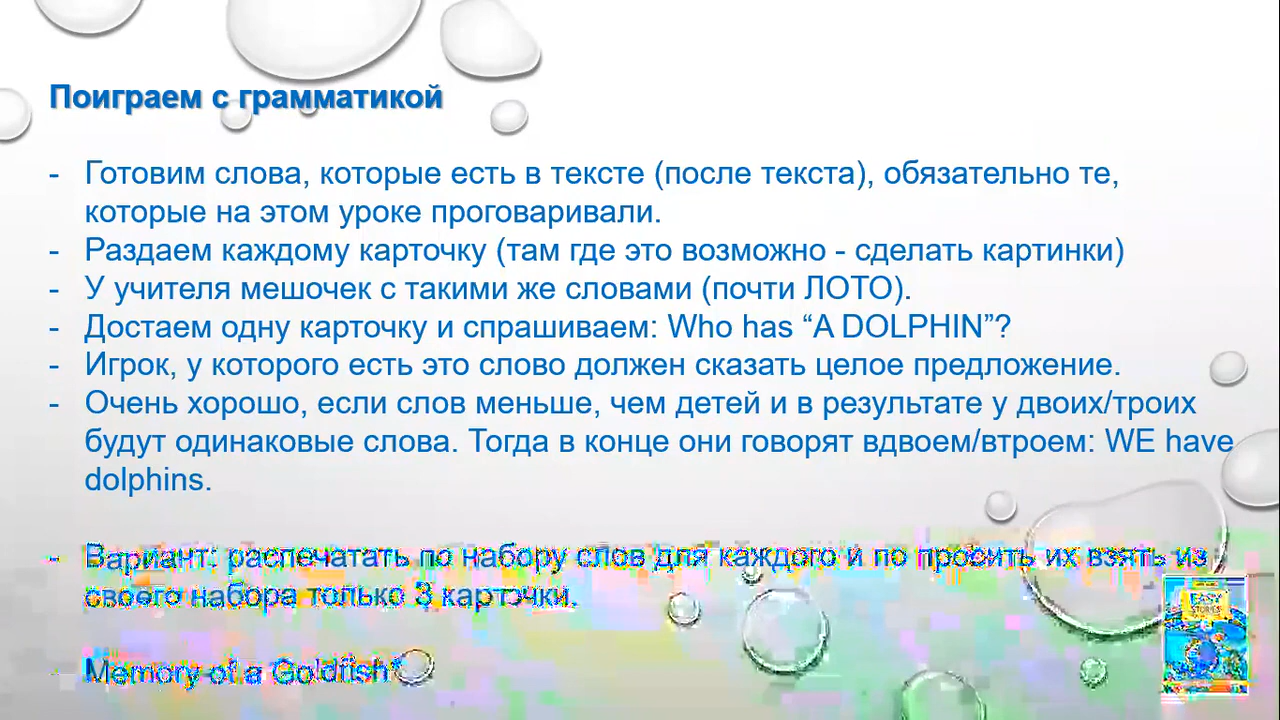 Поиграем с грамматикой
- Готовим слова, которые есть в тексте (после текста), обязательно те,
которые на этом уроке проговаривали.
- Раздаем каждому карточку (там где это возможно - сделать картинки)
- У учителя мешочек с такими же словами (почти ЛОТО).
- Достаем одну карточку и спрашиваем: Who has “A DOLPHIN”?
- Игрок, у которого есть это слово должен сказать целое предложение.
- Очень хорошо, если слов меньше, чем детей и в результате у двоих/троих
будут одинаковые слова. Тогда в конце они говорят вдвоем/втроем: WE have
dolphins.
- Вариант: распечатать по набору слов для каждого и по просить их взять из
своего набора только 3 карточки.
- Memory of a Goldfish*
EASY
STORIES